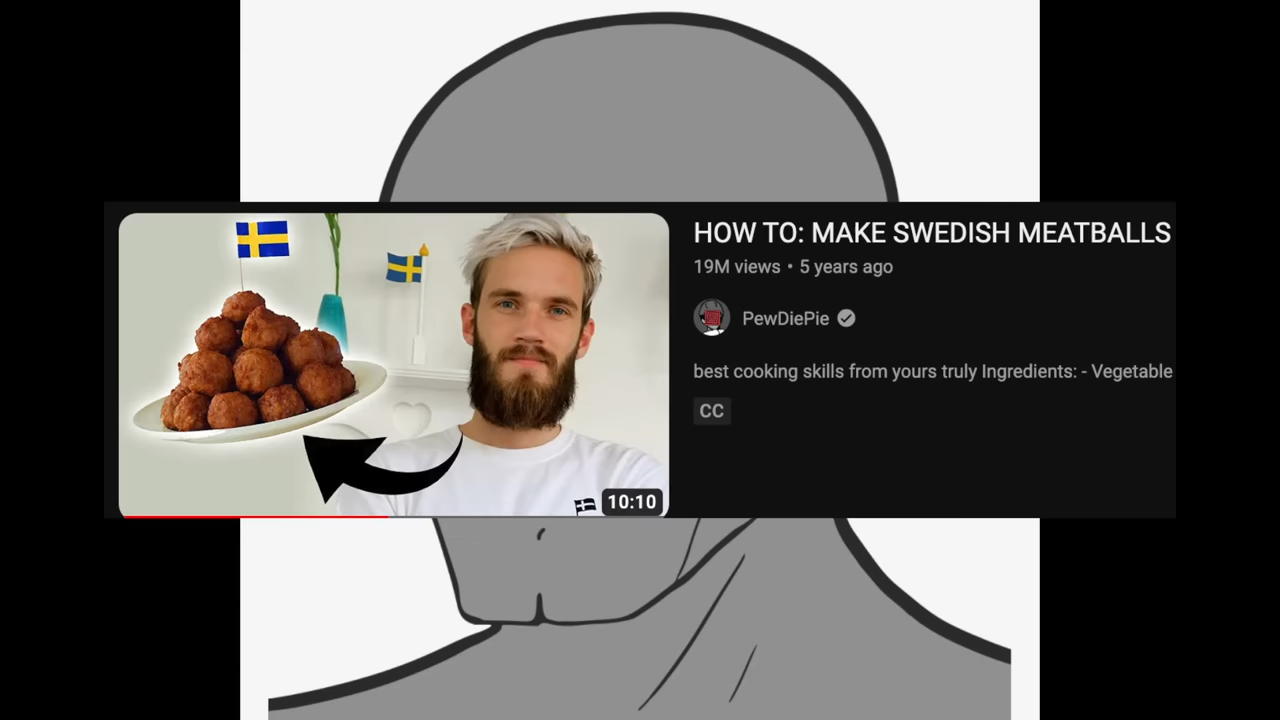 HOW TO: MAKE SWEDISH MEATBALLS
19M views • 5 years ago
PewDiePie
best cooking skills from yours truly Ingredients: - Vegetable
CC
10:10